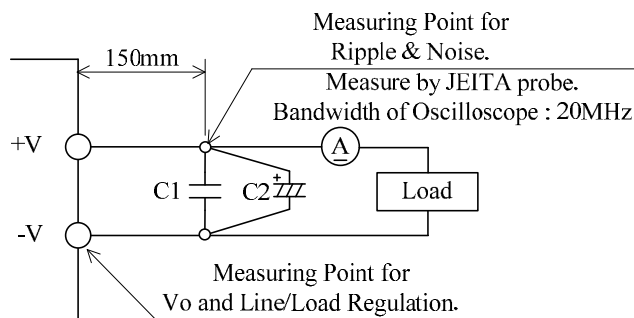 Measuring Point for
Ripple & Noise.
Measure by JEITA probe.
Bandwidth of Oscilloscope : 20MHz
150mm
+V
A
C1
+
C2
Load
-V
Measuring Point for
Vo and Line/Load Regulation.